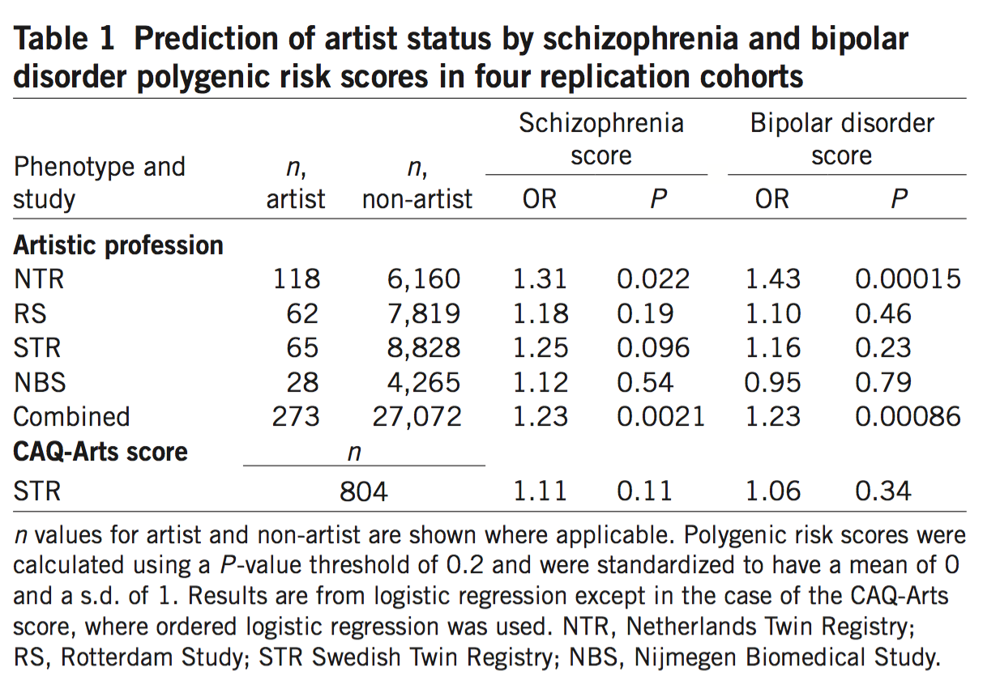 Table 1 Prediction of artist status by schizophrenia and bipolar
disorder polygenic risk scores in four replication cohorts
Schizophrenia score Bipolar disorder score
Phenotype and study n, artist n, non-artist OR P OR P
Artistic profession
NTR 118 6,160 1.31 0.022 1.43 0.00015
RS 62 7,819 1.18 0.19 1.10 0.46
STR 65 8,828 1.25 0.096 1.16 0.23
NBS 28 4,265 1.12 0.54 0.95 0.79
Combined 273 27,072 1.23 0.0021 1.23 0.00086
CAQ-Arts score n
STR 804 1.11 0.11 1.06 0.34
n values for artist and non-artist are shown where applicable. Polygenic risk scores were
calculated using a P-value threshold of 0.2 and were standardized to have a mean of 0
and a s.d. of 1. Results are from logistic regression except in the case of the CAQ-Arts
score, where ordered logistic regression was used. NTR, Netherlands Twin Registry;
RS, Rotterdam Study; STR Swedish Twin Registry; NBS, Nijmegen Biomedical Study.